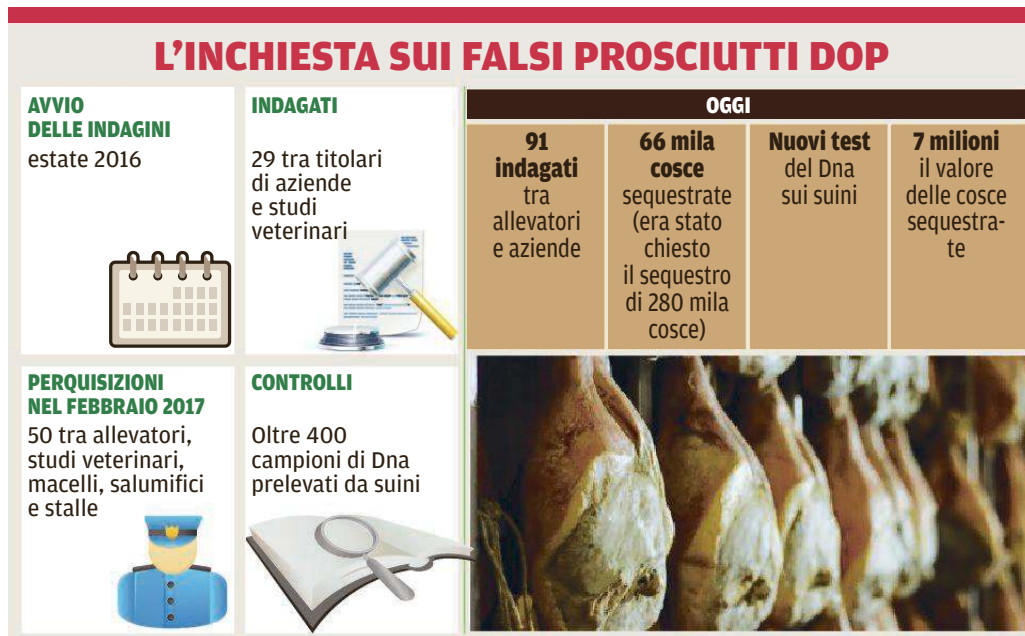 L'INCHIESTA SUI FALSI PROSCIUTTI DOP
AVVIO
DELLE INDAGINI
estate 2016
INDAGATI
29 tra titolari
di aziende
e studi
veterinari
PERQUISIZIONI
NEL FEBBRAIO 2017
50 tra allevatori,
studi veterinari,
macelli, salumifici
e stalle
CONTROLLI
Oltre 400
campioni di Dna
prelevati da suini
OGGI
91
indagati
tra
allevatori
e aziende
66 mila
cosce
sequestrate
(era stato
chiesto
il sequestro
di 280 mila
cosce)
Nuovi test
del Dna
sui suini
7 milioni
il valore
delle cosce
sequestra-
te